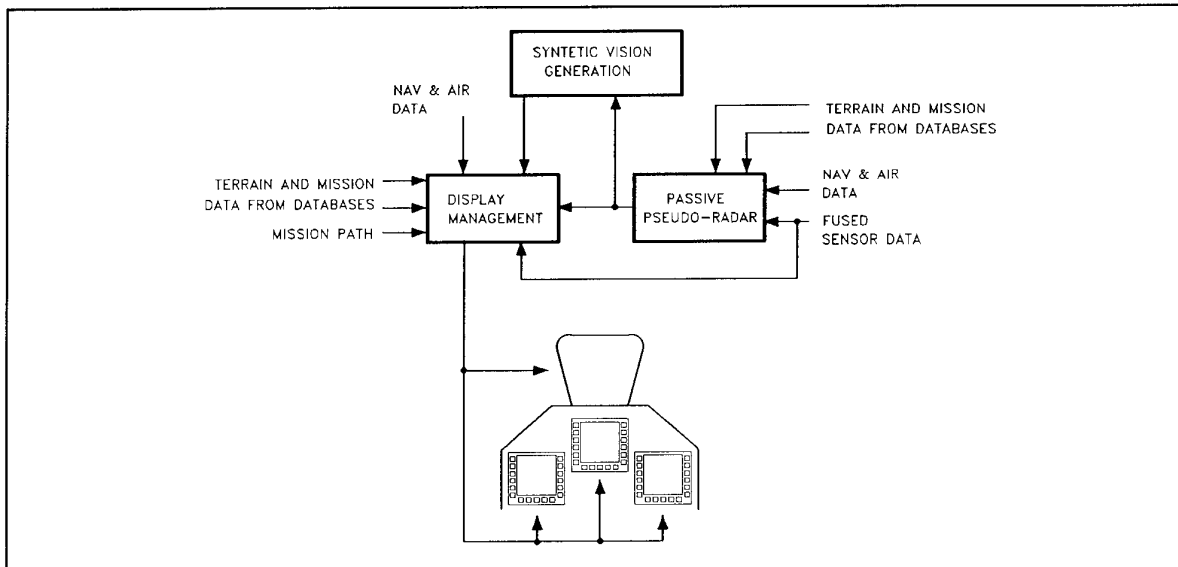 SYNTETIC VISION
GENERATION
NAV & AIR
DATA
TERRAIN AND MISSION
DATA FROM DATABASES
NAV & AIR
DATA
TERRAIN AND MISSION
DATA FROM DATABASES
MISSION PATH
DISPLAY
MANAGEMENT
PASSIVE
PSEUDO-RADAR
FUSED
SENSOR DATA